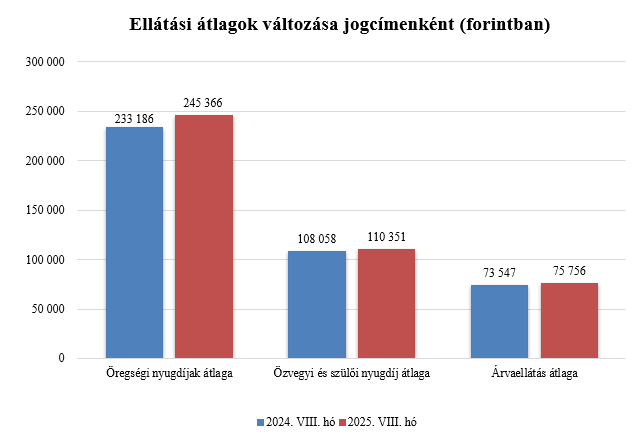 Ellátási átlagok változása jogcímenként (forintban)
300 000
250 000
200 000
150 000
100 000
50 000
0
233 186
245 366
108 058
110 351
73 547
75 756
Öregségi nyugdíjak átlaga
Özvegyi és szülői nyugdíj átlaga
Árvaellátás átlaga
2024. VIII. hó
2025. VIII. hó